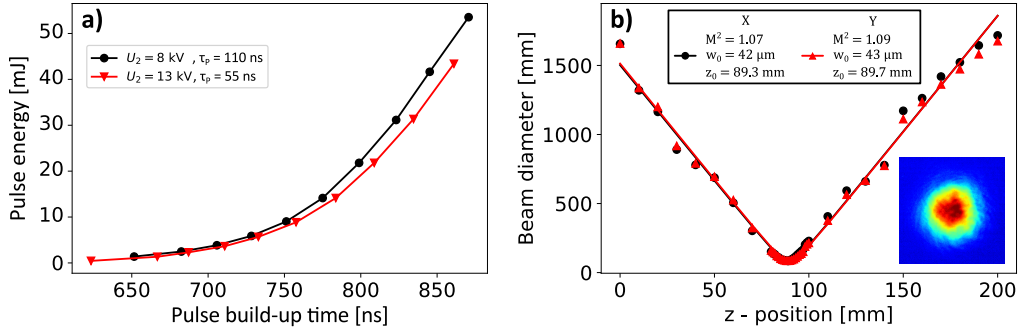 a)
U₂ = 8 kV , τₚ = 110 ns
U₂ = 13 kV, τₚ = 55 ns
Pulse energy [mJ]
50
40
30
20
10
0
650
700
750
800
850
Pulse build-up time [ns]
b)
X Y
M² = 1.07 M² = 1.09
w₀ = 42 µm w₀ = 43 µm
z₀ = 89.3 mm z₀ = 89.7 mm
Beam diameter [mm]
1500
1000
500
0
0
50
100
150
200
z - position [mm]